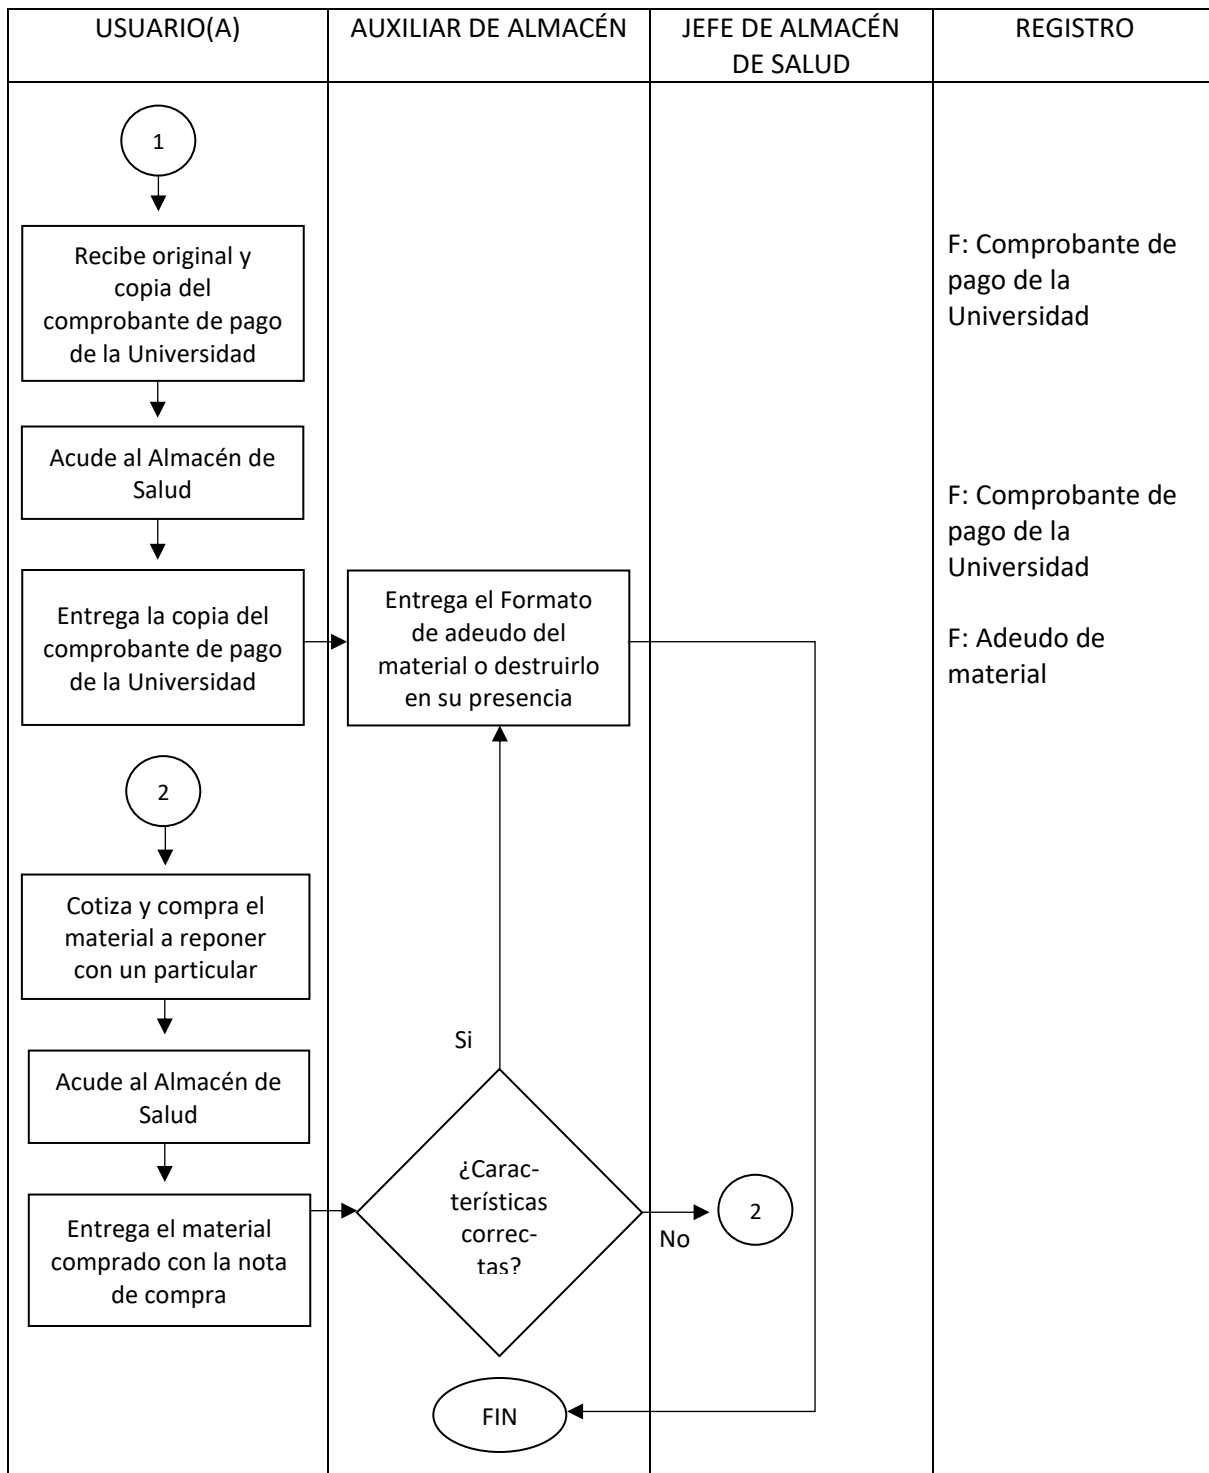 USUARIO(A)
AUXILIAR DE ALMACÉN
JEFE DE ALMACÉN
DE SALUD
REGISTRO
1
Recibe original y
copia del
comprobante de pago
de la Universidad
F: Comprobante de
pago de la
Universidad
Acude al Almacén de
Salud
F: Comprobante de
pago de la
Universidad
Entrega la copia del
comprobante de pago
de la Universidad
Entrega el Formato
de adeudo del
material o destruirlo
en su presencia
F: Adeudo de
material
2
Cotiza y compra el
material a reponer
con un particular
Acude al Almacén de
Salud
Entrega el material
comprado con la nota
de compra
Si
¿Carac-
terísticas
correc-
tas?
No
2
FIN